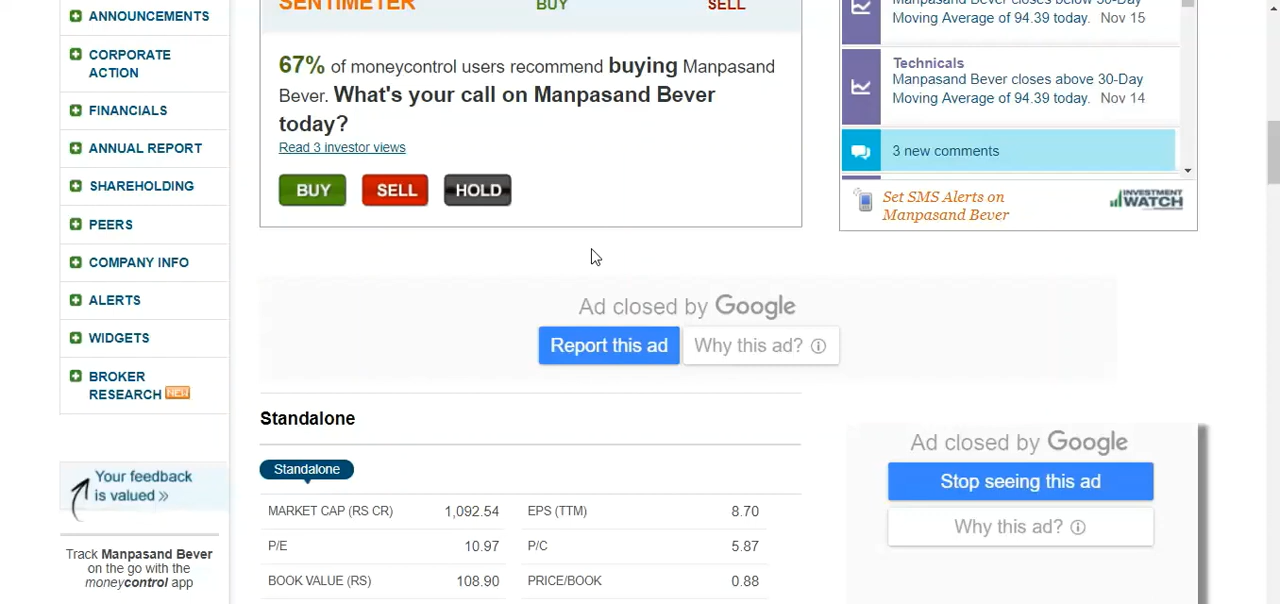 ANNOUNCEMENTS
CORPORATE
ACTION
FINANCIALS
ANNUAL REPORT
SHAREHOLDING
PEERS
COMPANY INFO
ALERTS
WIDGETS
BROKER
RESEARCH NEW
Your feedback
is valued »
Track Manpasand Bever
on the go with the
moneycontrol app
SENTIMETER BUY SELL
67% of moneycontrol users recommend buying Manpasand
Bever. What's your call on Manpasand Bever
today?
Read 3 investor views
BUY SELL HOLD
Ad closed by Google
Report this ad Why this ad?
Standalone
Standalone
MARKET CAP (RS CR) 1,092.54 EPS (TTM) 8.70
P/E 10.97 P/C 5.87
BOOK VALUE (RS) 108.90 PRICE/BOOK 0.88
Manpasand Bever closes below 30-Day
Moving Average of 94.39 today. Nov 15
Technicals
Manpasand Bever closes above 30-Day
Moving Average of 94.39 today. Nov 14
3 new comments
Set SMS Alerts on
Manpasand Bever
INVESTMENT
WATCH
Ad closed by Google
Stop seeing this ad
Why this ad?